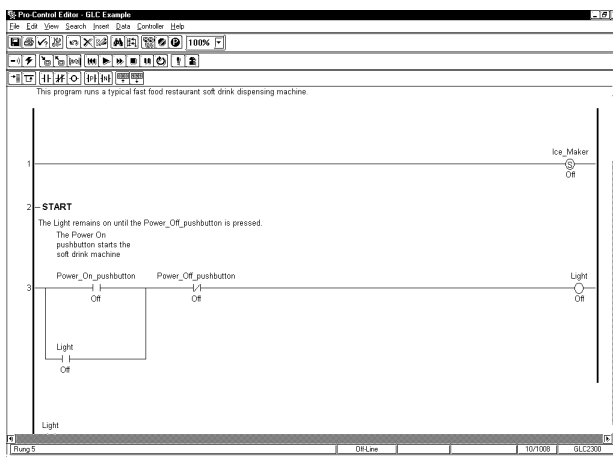 Pro-Control Editor - GLC Example
File Edit View Search Insert Data Controller Help
100%
This program runs a typical fast food restaurant soft drink dispensing machine.
Ice_Maker
1
S
Off
2 START
The Light remains on until the Power_Off_pushbutton is pressed.
The Power On
pushbutton starts the
soft drink machine
Power_On_pushbutton Power_Off_pushbutton Light
3
Off Off Off
Light
Off
Light
Rung 5 Off-Line 10/1008 GLC2300